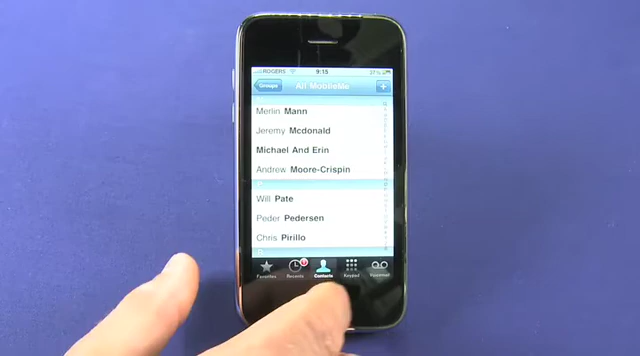 ROGERS 9:15 37%
Groups All MobileMe +
Merlin Mann
Jeremy Mcdonald
Michael And Erin
Andrew Moore-Crispin
P
Will Pate
Peder Pedersen
Chris Pirillo
R
Favorites Recents Contacts Keypad Voicemail